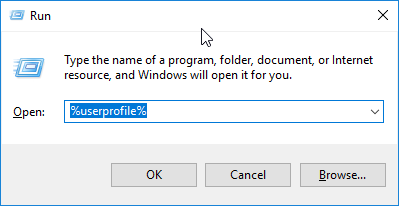 Run
Type the name of a program, folder, document, or Internet
resource, and Windows will open it for you.
Open: %userprofile%
OK Cancel Browse...